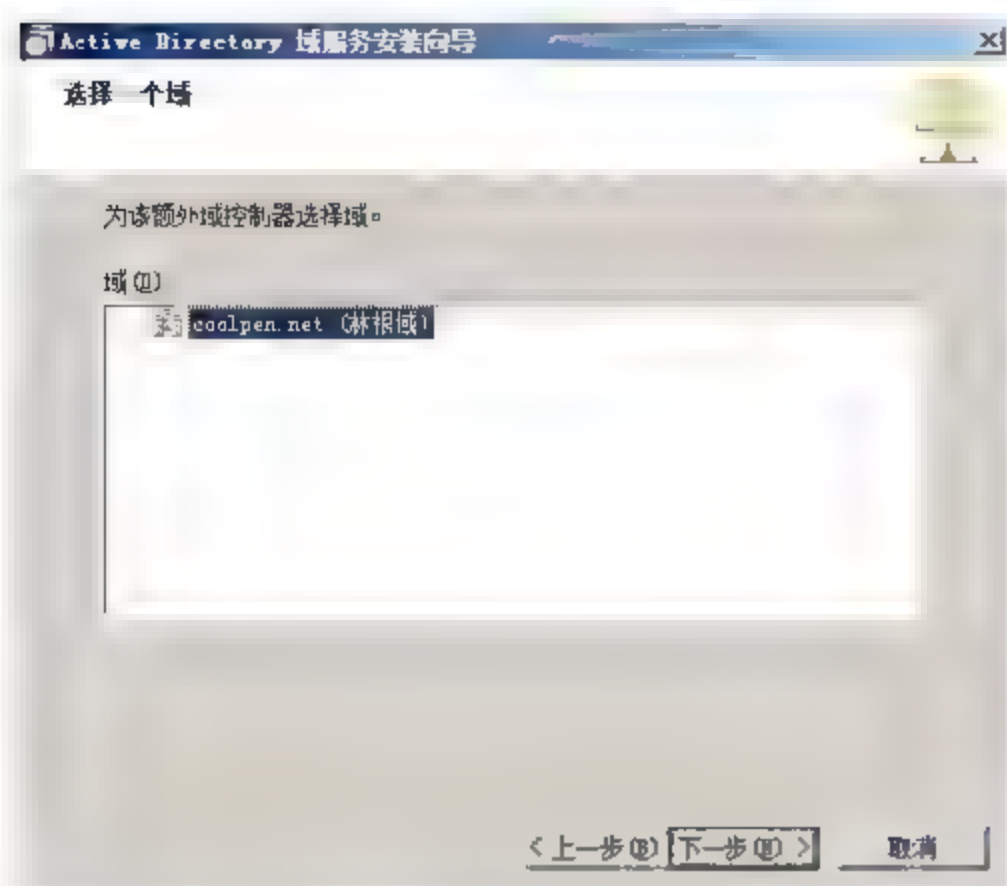 Active Directory 域服务安装向导
选择一个域
为该额外域控制器选择域。
域(D)
coolpen.net (林根域)
< 上一步(B) 下一步(N) > 取消